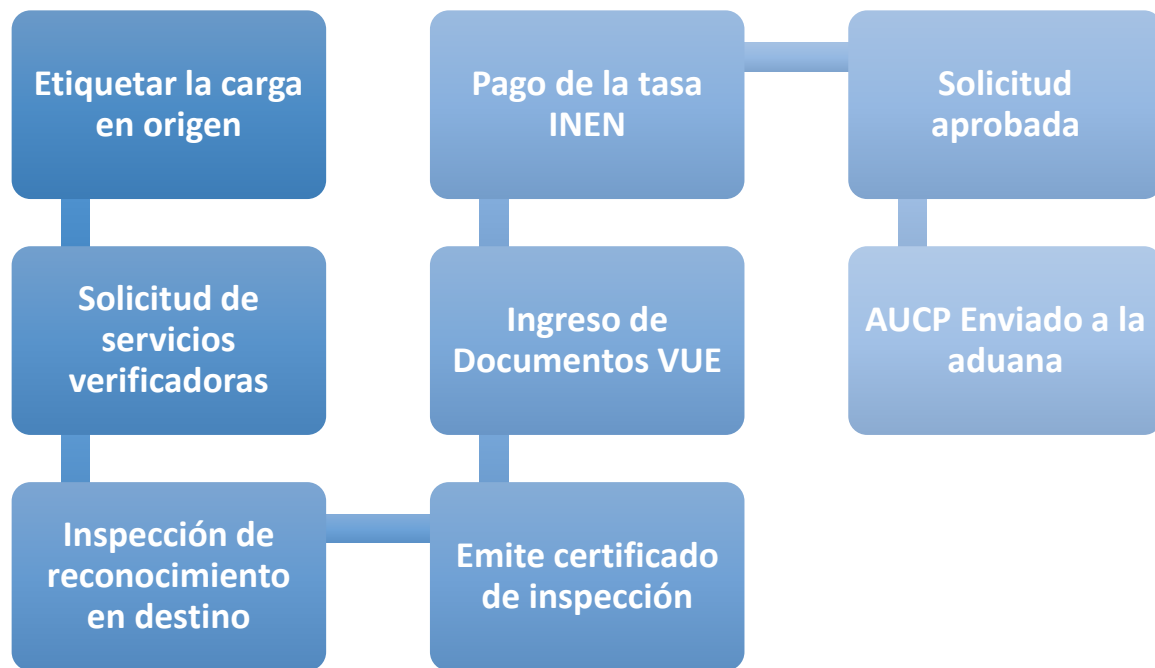 Etiquetar la carga
en origen
Solicitud de
servicios
verificadoras
Inspección de
reconocimiento
en destino
Emite certificado
de inspección
Ingreso de
Documentos VUE
Pago de la tasa
INEN
Solicitud
aprobada
AUCP Enviado a la
aduana